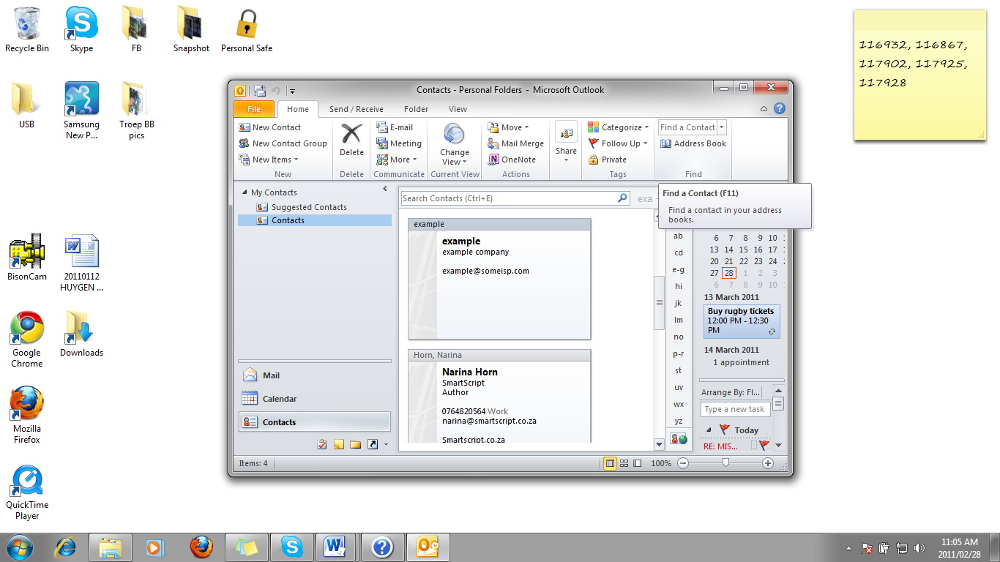 Recycle Bin
Skype
FB
Snapshot
Personal Safe
USB
Samsung
New P...
Troep BB
pics
BisonCam
20110112
HUYGEN ...
Google
Chrome
Downloads
Mozilla
Firefox
QuickTime
Player
116932, 116867,
117902, 117925,
117928
Contacts - Personal Folders - Microsoft Outlook
File Home Send / Receive Folder View
New Contact
New Contact Group
New Items
New
Delete
Delete
E-mail
Meeting
More
Communicate
Change
View
Current View
Move
Mail Merge
OneNote
Actions
Share
Categorize
Follow Up
Private
Tags
Find a Contact
Address Book
Find
Find a Contact (F11)
Find a contact in your address
books.
My Contacts
Suggested Contacts
Contacts
Mail
Calendar
Contacts
Search Contacts (Ctrl+E)
exa
example
example
example company
example@someisp.com
Horn, Narina
Narina Horn
SmartScript
Author
0764820564 Work
narina@smartscript.co.za
Smartscript.co.za
ab
cd
e-g
hi
jk
lm
no
p-r
st
uv
wx
yz
6 7 8 9 10
13 14 15 16 17
20 21 22 23 24
27 28 1 2 3
6 7 8 9 10
13 March 2011
Buy rugby tickets
12:00 PM - 12:30
PM
14 March 2011
1 appointment
Arrange By: Fl...
Type a new task
Today
RE: MIS...
Items: 4
100%
11:05 AM
2011/02/28